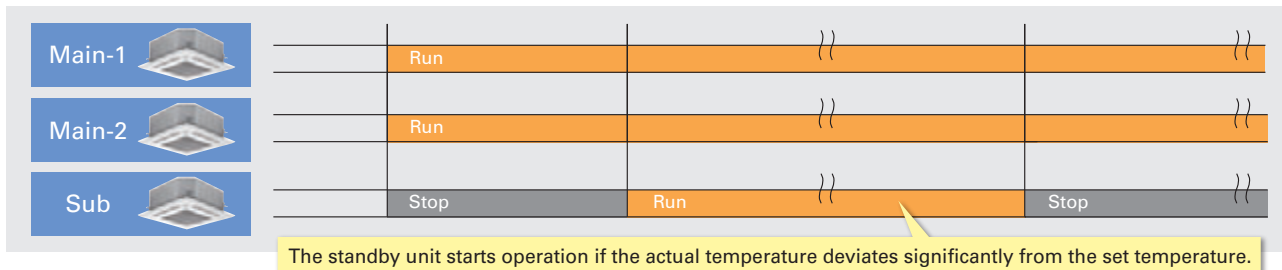 Main-1
Run
Main-2
Run
Sub
Stop
Run
Stop
The standby unit starts operation if the actual temperature deviates significantly from the set temperature.